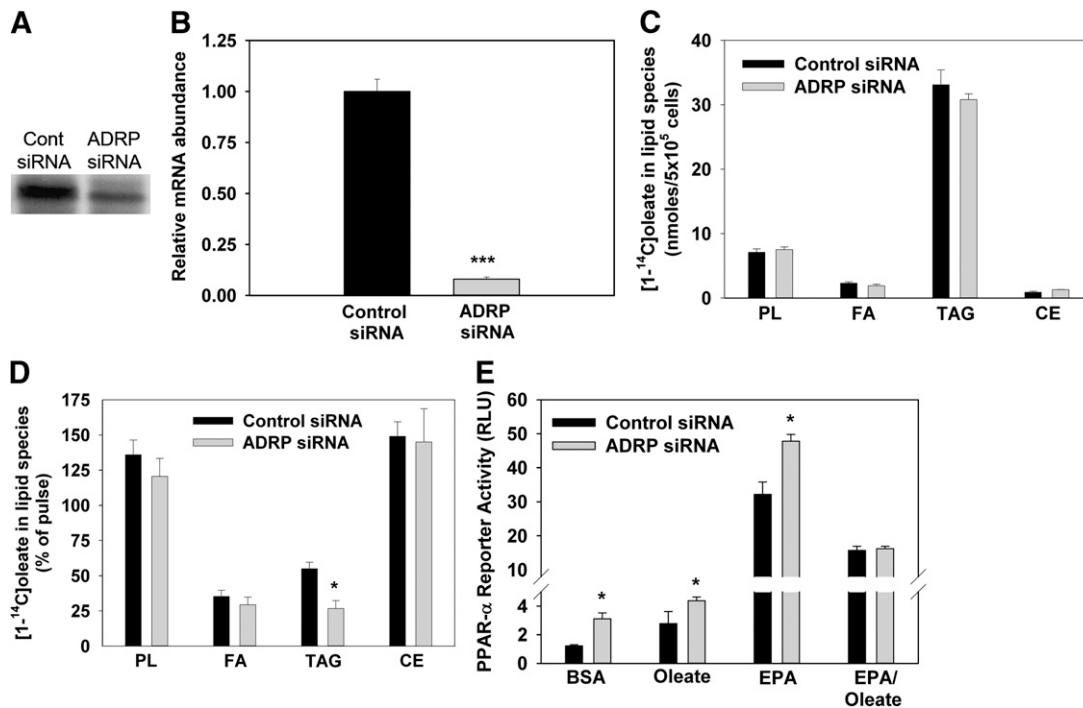 A
Cont
siRNA
ADRP
siRNA
B
Relative mRNA abundance
1.25
1.00
0.75
0.50
0.25
0.00
***
Control
siRNA
ADRP
siRNA
C
[1-¹⁴C]oleate in lipid species
(nmoles/5x10⁵ cells)
40
30
20
10
0
Control siRNA
ADRP siRNA
PL FA TAG CE
D
[1-¹⁴C]oleate in lipid species
(% of pulse)
175
150
125
100
75
50
25
0
Control siRNA
ADRP siRNA
*
PL FA TAG CE
E
PPAR-α Reporter Activity (RLU)
60
50
40
30
20
10
4
2
0
Control siRNA
ADRP siRNA
*
*
*
BSA Oleate EPA EPA/
Oleate